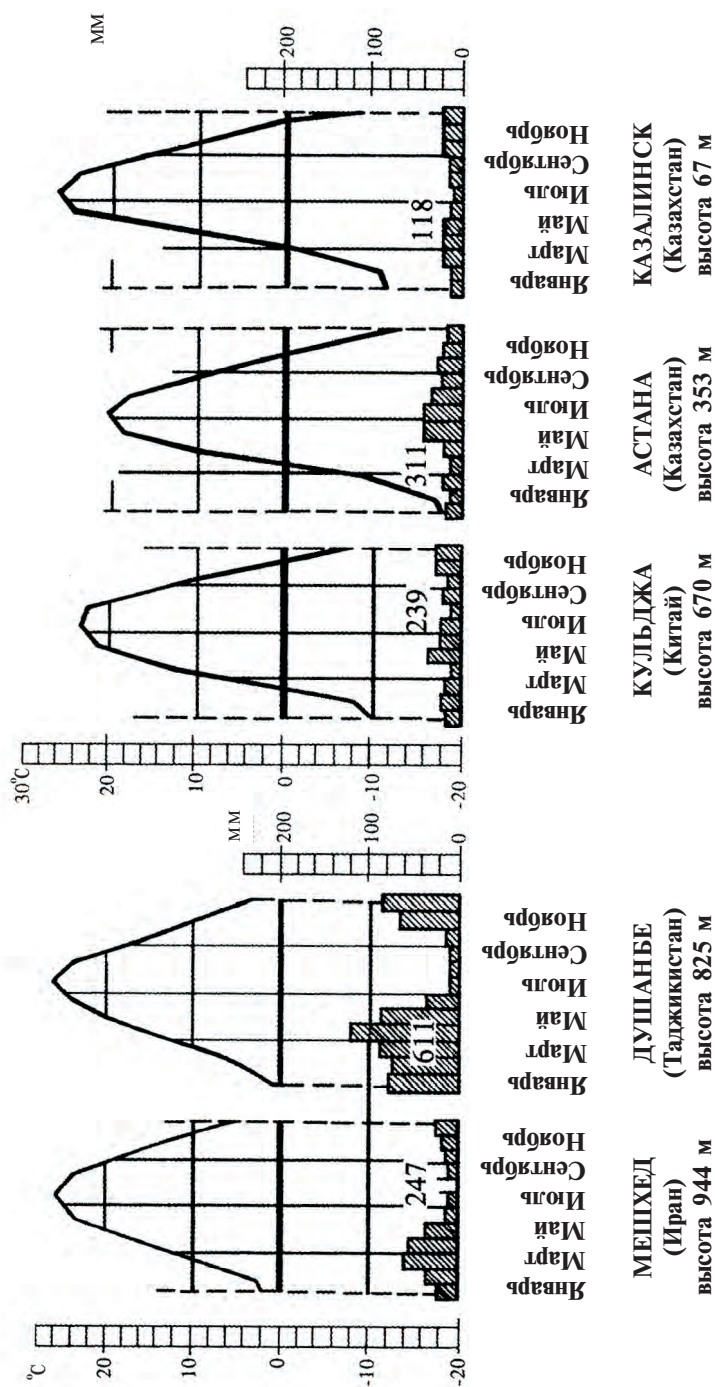 °C
20
10
0
-10
-20
247
Январь
Март
Май
Июль
Сентябрь
Ноябрь
МЕШХЕД
(Иран)
высота 944 м
мм
200
100
0
611
Январь
Март
Май
Июль
Сентябрь
Ноябрь
ДУШАНБЕ
(Таджикистан)
высота 825 м
30°C
20
10
0
-10
-20
239
Январь
Март
Май
Июль
Сентябрь
Ноябрь
КУЛЬДЖА
(Китай)
высота 670 м
311
Январь
Март
Май
Июль
Сентябрь
Ноябрь
АСТАНА
(Казахстан)
высота 353 м
мм
200
100
0
118
Январь
Март
Май
Июль
Сентябрь
Ноябрь
КАЗАЛИНСК
(Казахстан)
высота 67 м